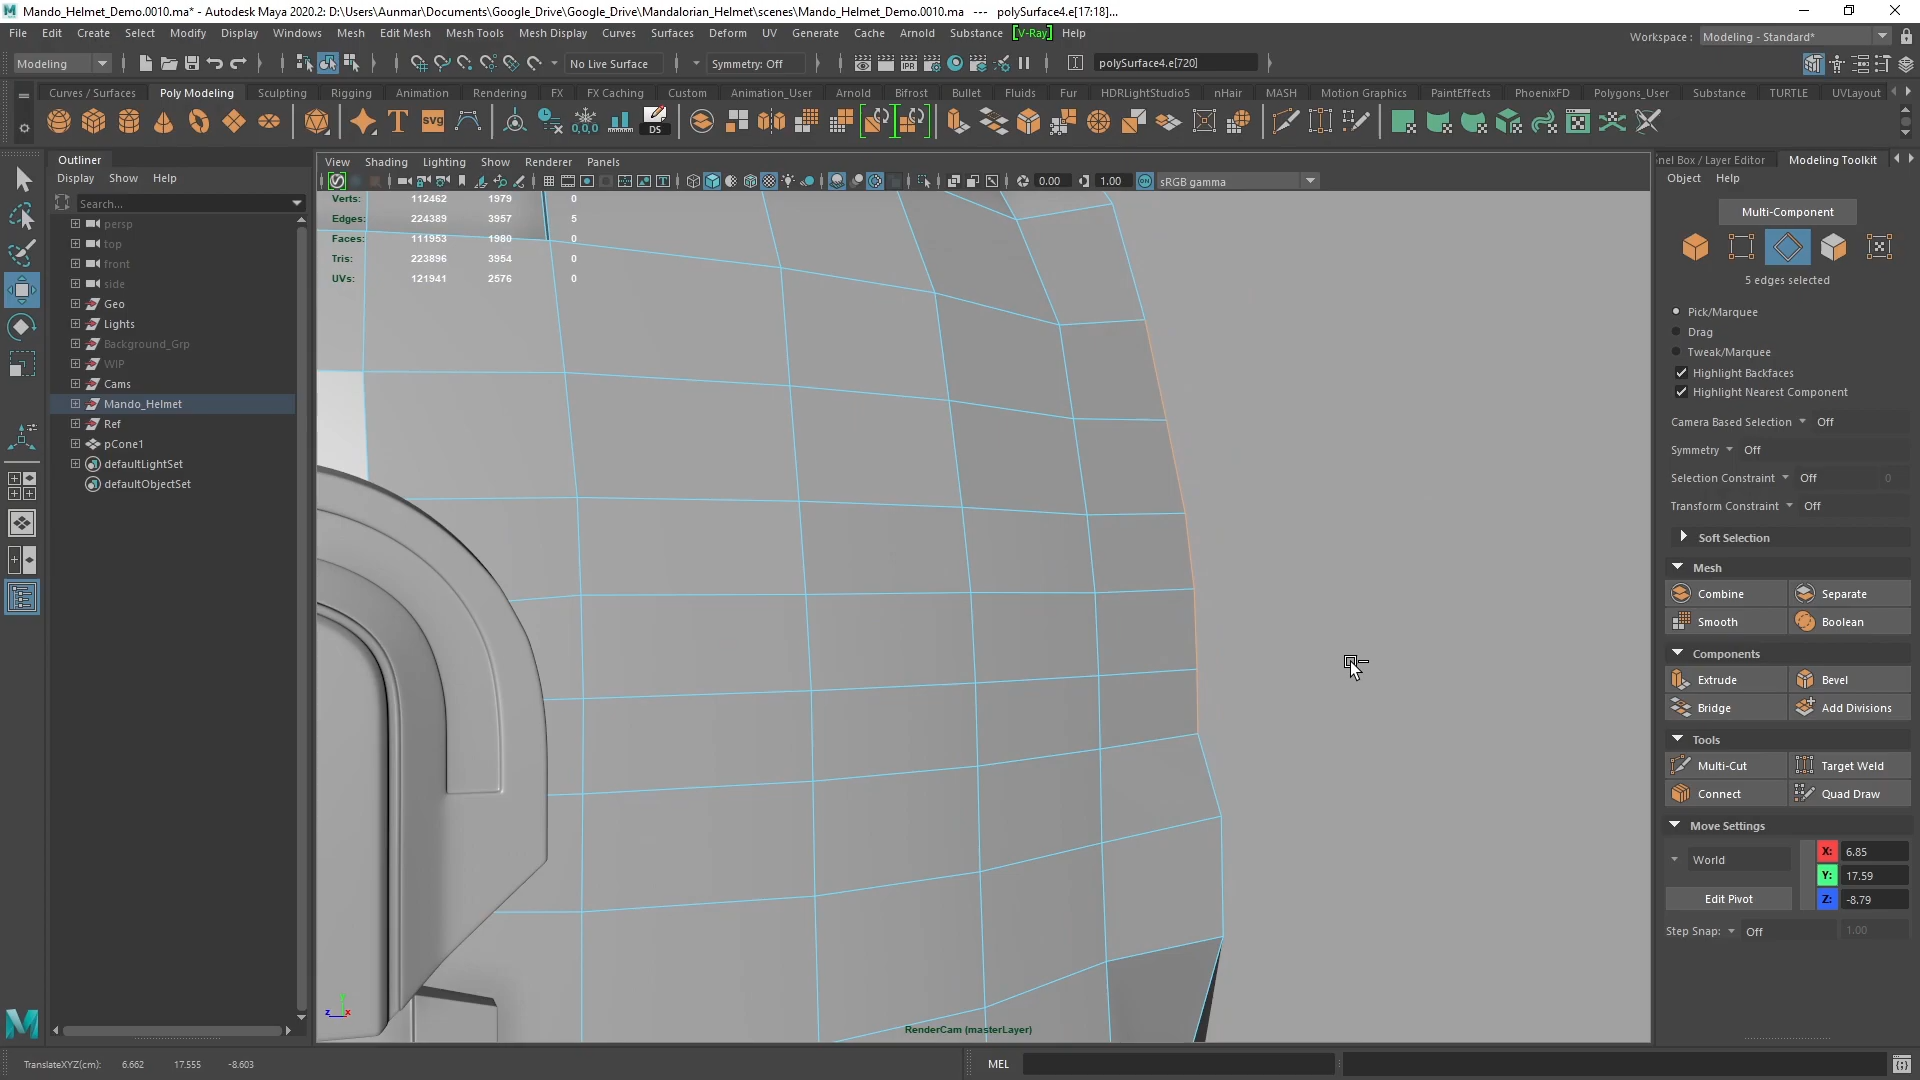 Mando_Helmet_Demo.0010.ma* - Autodesk Maya 2020.2: D:\Users\Aunmar\Documents\Google_Drive\Google_Drive\Mandalorian_Helmet\scenes\Mando_Helmet_Demo.0010.ma --- polySurface4.e[17:18]...
File Edit Create Select Modify Display Windows Mesh Edit Mesh Mesh Tools Mesh Display Curves Surfaces Deform UV Generate Cache Arnold Substance [V-Ray] Help
Workspace : Modeling - Standard*
Modeling No Live Surface Symmetry: Off polySurface4.e[720]
Curves / Surfaces Poly Modeling Sculpting Rigging Animation Rendering FX FX Caching Custom Animation_User Arnold Bifrost Bullet Fluids Fur HDRLightStudio5 nHair MASH Motion Graphics PaintEffects PhoenixFD Polygons_User Substance TURTLE UVLayout
SVG 0,0,0 DS
Outliner
Display Show Help
Search...
persp
top
front
side
Geo
Lights
Background_Grp
WIP
Cams
Mando_Helmet
Ref
pCone1
defaultLightSet
defaultObjectSet
View Shading Lighting Show Renderer Panels
0.00 1.00 ON sRGB gamma
Verts: 112462 1979 0
Edges: 224389 3957 5
Faces: 111953 1980 0
Tris: 223896 3954 0
UVs: 121941 2576 0
z x
RenderCam (masterLayer)
nel Box / Layer Editor Modeling Toolkit
Object Help
Multi-Component
5 edges selected
Pick/Marquee
Drag
Tweak/Marquee
Highlight Backfaces
Highlight Nearest Component
Camera Based Selection Off
Symmetry Off
Selection Constraint Off 0
Transform Constraint Off
Soft Selection
Mesh
Combine Separate
Smooth Boolean
Components
Extrude Bevel
Bridge Add Divisions
Tools
Multi-Cut Target Weld
Connect Quad Draw
Move Settings
World X: 6.85
Y: 17.59
Edit Pivot Z: -8.79
Step Snap: Off 1.00
TranslateXYZ(cm): 6.662 17.555 -8.603
MEL